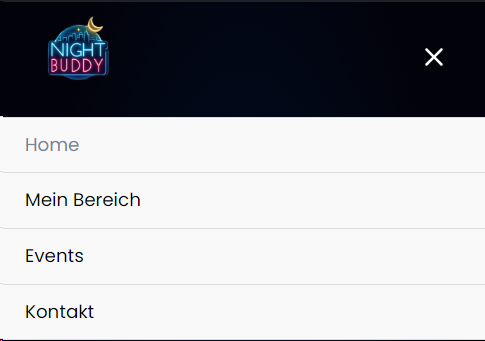 NIGHT
BUDDY
Home
Mein Bereich
Events
Kontakt